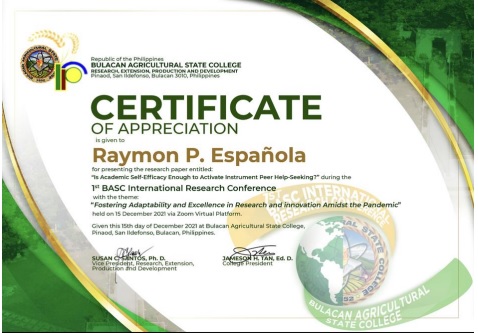 Republic of the Philippines
BULACAN AGRICULTURAL STATE COLLEGE
RESEARCH, EXTENSION, PRODUCTION AND DEVELOPMENT
Pinaod, San Ildefonso, Bulacan 3010, Philippines
CERTIFICATE
OF APPRECIATION
is given to
Raymon P. Española
for presenting the research paper entitled:
"Is Academic Self-Efficacy Enough to Activate Instrument Peer Help-Seeking?" during the
1st BASC International Research Conference
with the theme:
"Fostering Adaptability and Excellence in Research and innovation Amidst the Pandemic"
held on 15 December 2021 via Zoom Virtual Platform.
Given this 15th day of December 2021 at Bulacan Agricultural State College,
Pinaod, San Ildefonso, Bulacan, Philippines.
SUSAN C. SANTOS, Ph. D.
Vice President, Research, Extension,
Production and Development
JAMESON H. TAN, Ed. D.
College President
BASC INTERNATIONAL
BULACAN AGRICULTURAL
STATE COLLEGE